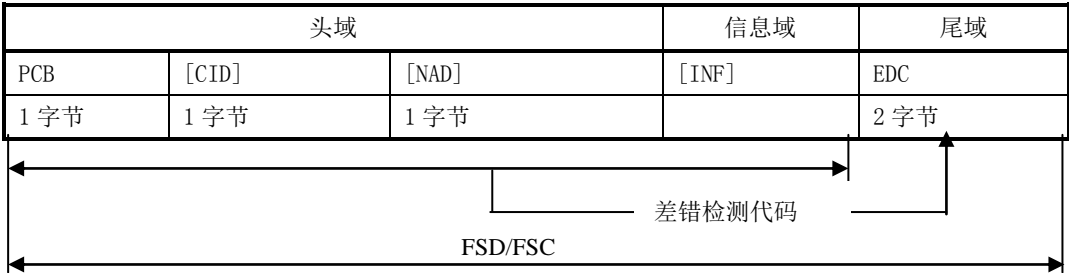 头域 信息域 尾域
PCB [CID] [NAD] [INF] EDC
1 字节 1 字节 1 字节 2 字节
差错检测代码
FSD/FSC